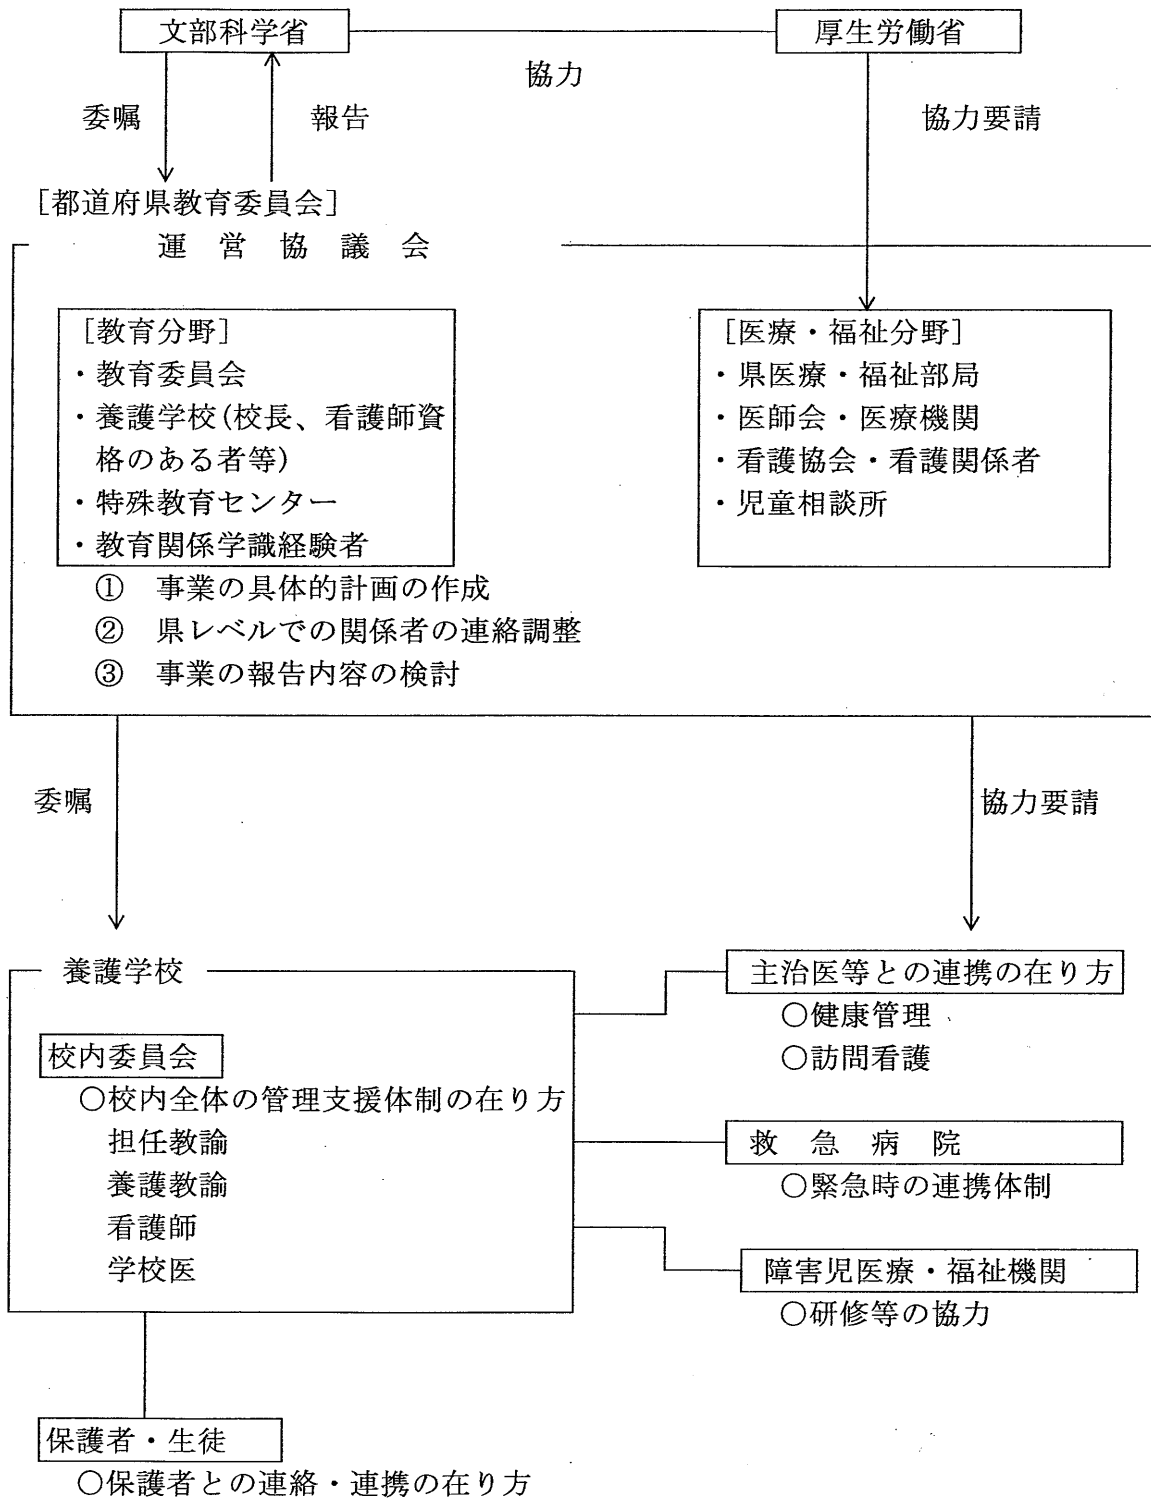 文部科学省
厚生労働省
協力
委嘱
報告
協力要請
[都道府県教育委員会]
運営協議会
[教育分野]
・教育委員会
・養護学校(校長、看護師資
格のある者等)
・特殊教育センター
・教育関係学識経験者
[医療・福祉分野]
・県医療・福祉部局
・医師会・医療機関
・看護協会・看護関係者
・児童相談所
① 事業の具体的計画の作成
② 県レベルでの関係者の連絡調整
③ 事業の報告内容の検討
委嘱
協力要請
養護学校
校内委員会
○校内全体の管理支援体制の在り方
担任教諭
養護教諭
看護師
学校医
主治医等との連携の在り方
○健康管理
○訪問看護
救急病院
○緊急時の連携体制
障害児医療・福祉機関
○研修等の協力
保護者・生徒
○保護者との連絡・連携の在り方